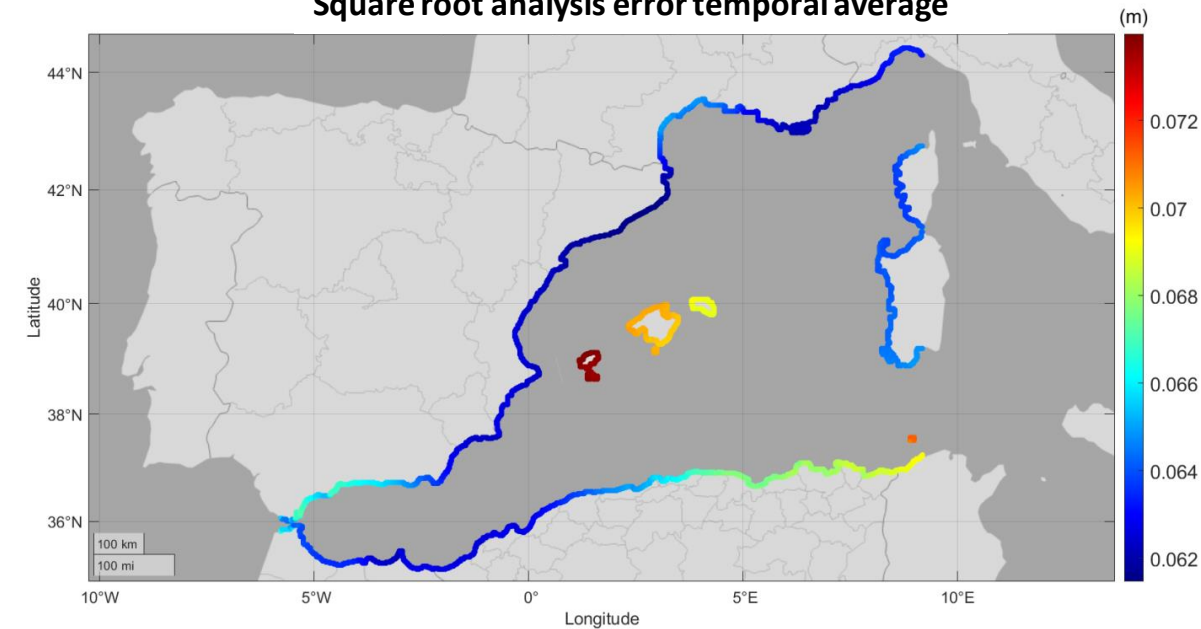 Square root analysis error temporal average
(m)
44°N
42°N
40°N
38°N
36°N
Latitude
0.072
0.07
0.068
0.066
0.064
0.062
100 km
100 mi
10°W
5°W
0°
5°E
10°E
Longitude